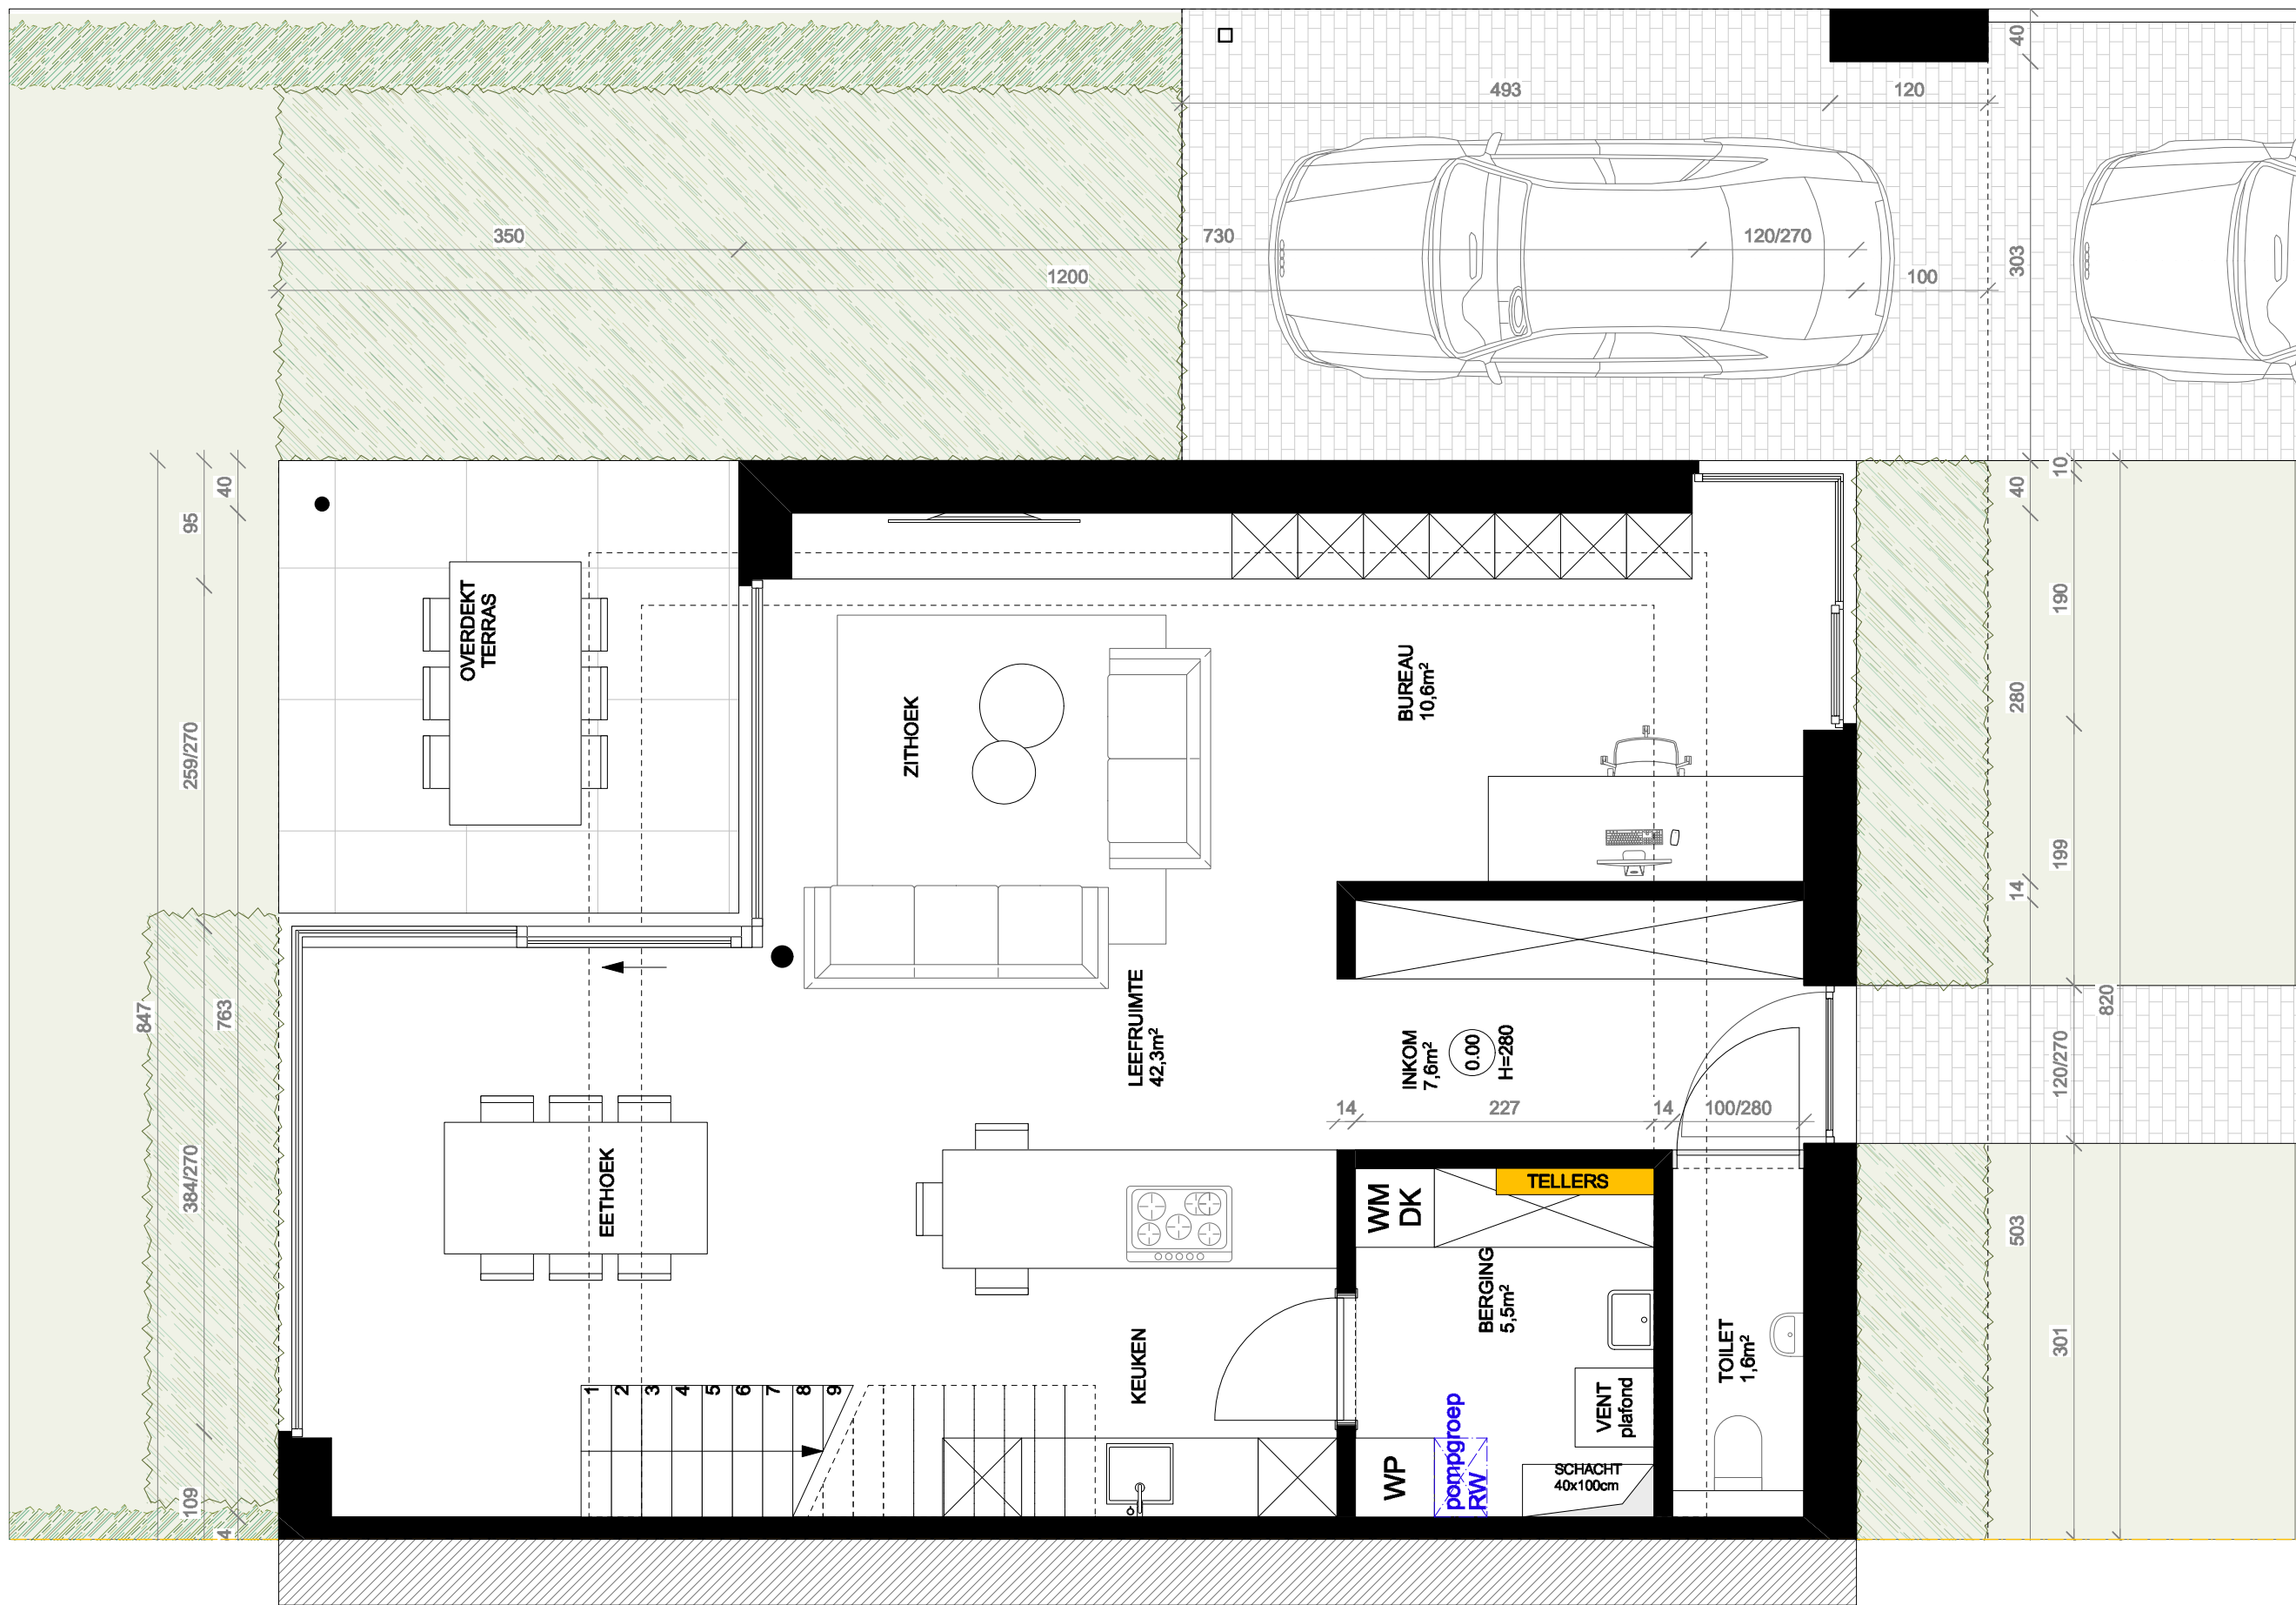 40
493
120
350
730
120/270
303
1200
100
10
40
40
95
OVERDEKT
TERRAS
190
BUREAU
10,6m²
280
ZITHOEK
259/270
199
14
847
763
LEEFRUIMTE
42,3m²
820
INKOM
7,6m²
0.00
H=280
120/270
14
227
14
100/280
384/270
EETHOEK
WM
DK
TELLERS
503
BERGING
5,5m²
301
KEUKEN
TOILET
1,6m²
1
2
3
4
5
6
7
8
9
VENT
plafond
WP
pompgroep
RW
SCHACHT
40x100cm
109
4